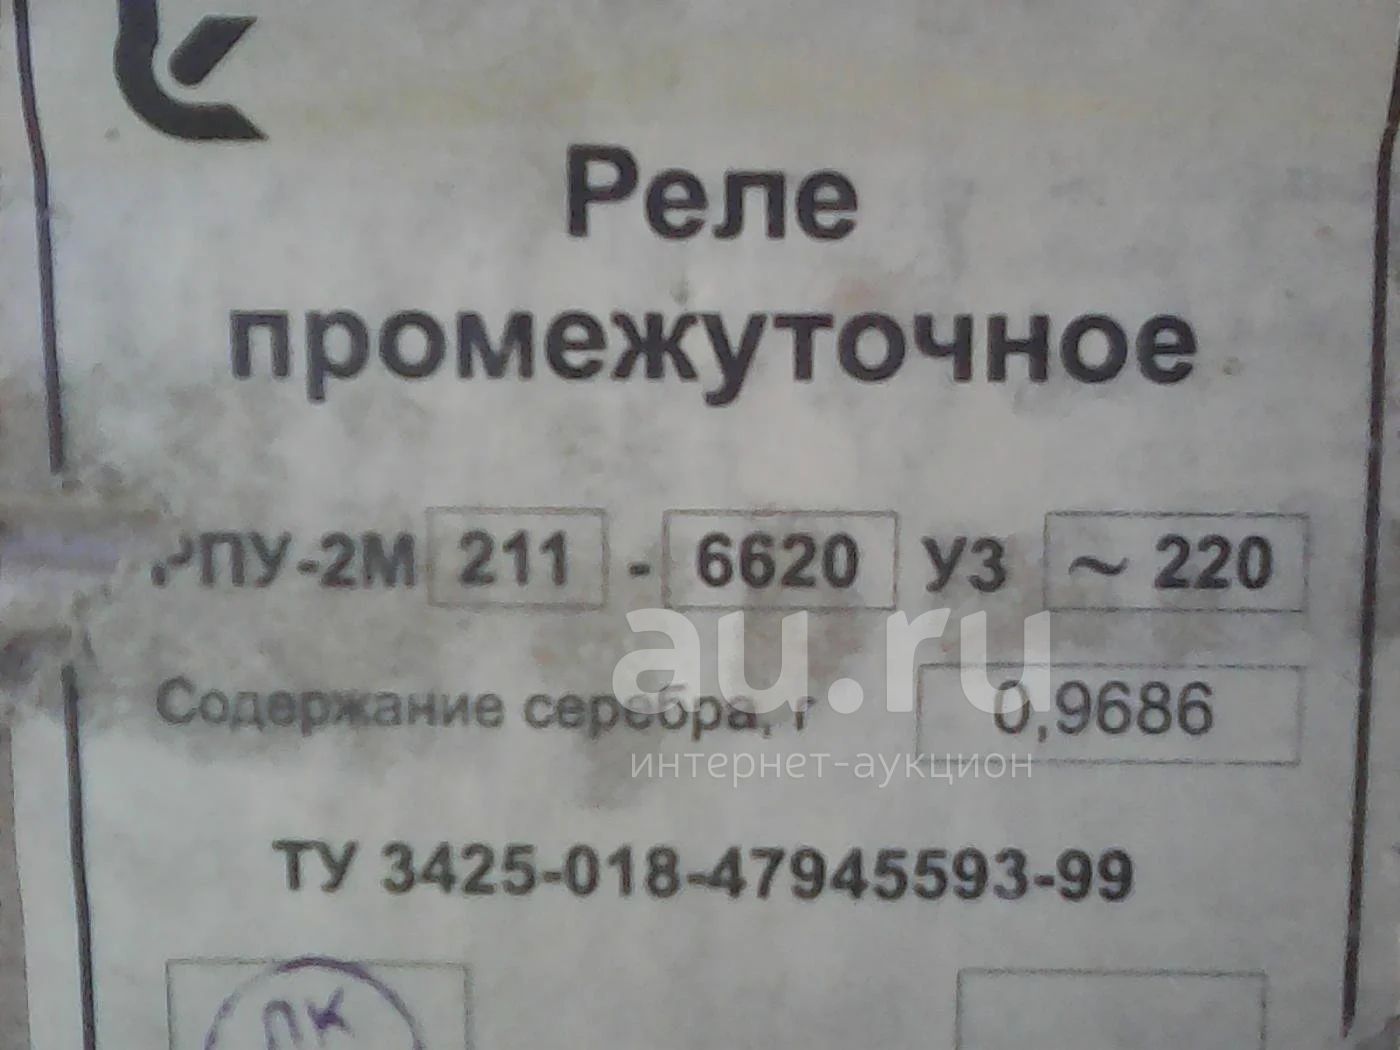 Реле
промежуточное
РПУ-2М 211 - 6620 У3 ~ 220
au.ru
Содержание серебра, г 0,9686
интернет-аукцион
ТУ 3425-018-47945593-99
ПК